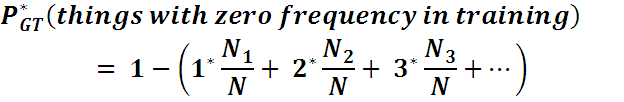 P*GT(things with zero frequency in training)
= 1 − (1* N1/N + 2* N2/N + 3* N3/N + ⋯)